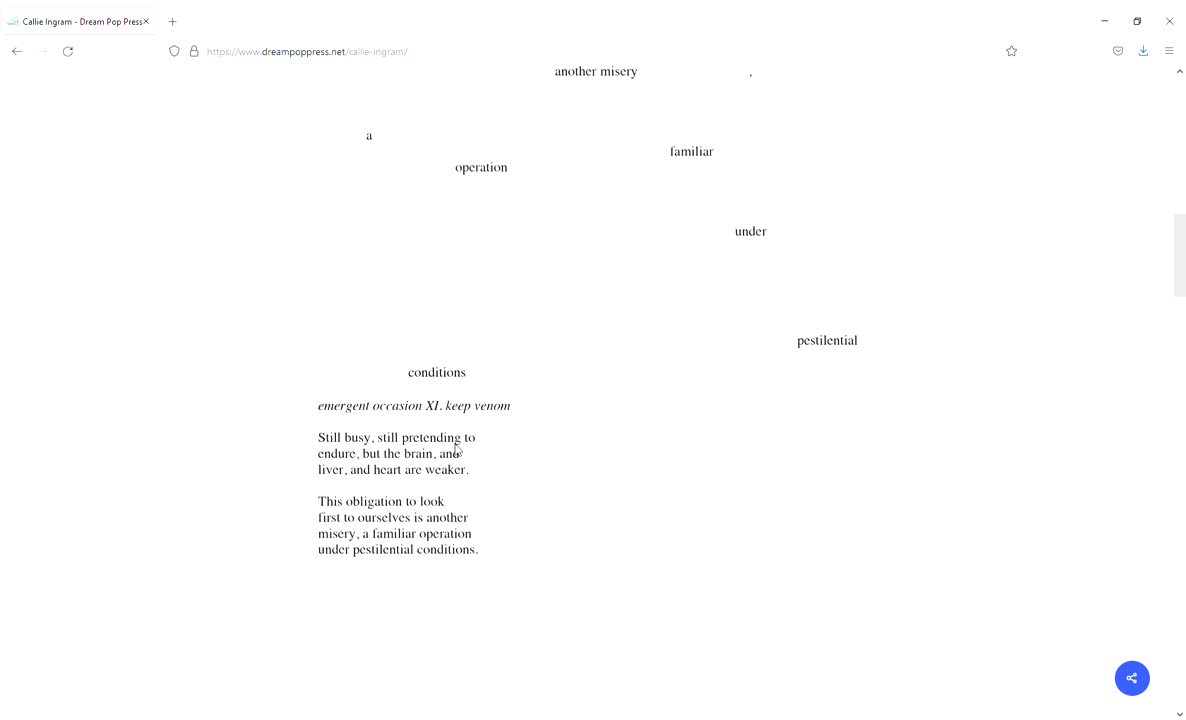 Callie Ingram - Dream Pop Press
https://www.dreampoppress.net/callie-ingram/
another misery ,
a
familiar
operation
under
pestilential
conditions
emergent occasion XI. keep venom
Still busy, still pretending to
endure, but the brain, and
liver, and heart are weaker.
This obligation to look
first to ourselves is another
misery, a familiar operation
under pestilential conditions.